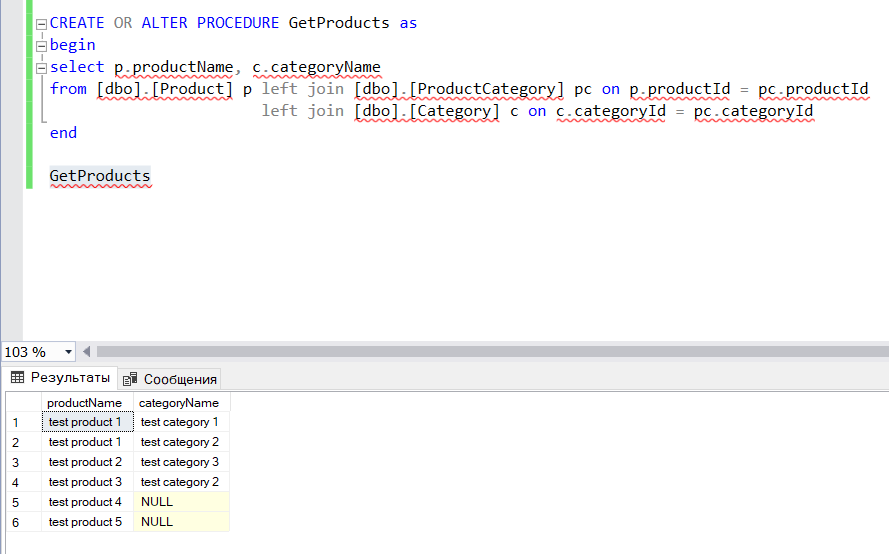 CREATE OR ALTER PROCEDURE GetProducts as
begin
select p.productName, c.categoryName
from [dbo].[Product] p left join [dbo].[ProductCategory] pc on p.productId = pc.productId
left join [dbo].[Category] c on c.categoryId = pc.categoryId
end
GetProducts
103 %
Результаты Сообщения
productName categoryName
1 test product 1 test category 1
2 test product 1 test category 2
3 test product 2 test category 3
4 test product 3 test category 2
5 test product 4 NULL
6 test product 5 NULL